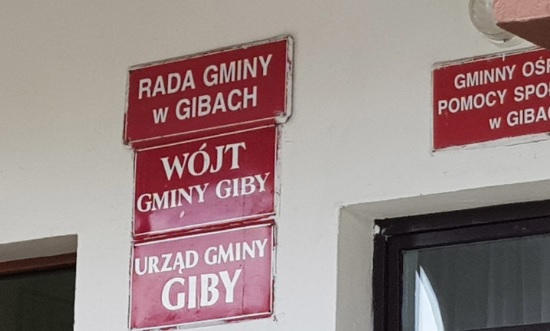 RADA GMINY
w GIBACH
WÓJT
GMINY GIBY
URZĄD GMINY
GIBY
GMINNY
POMOCY
w